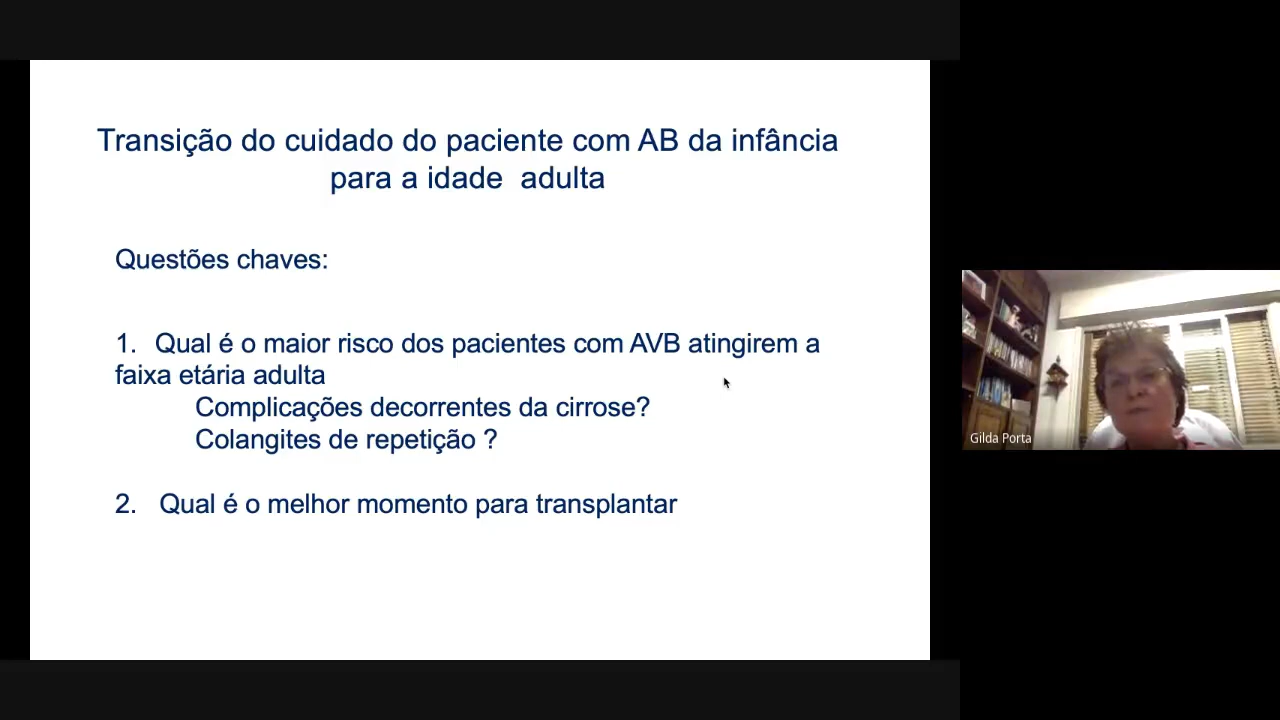 Transição do cuidado do paciente com AB da infância
para a idade adulta
Questões chaves:
1. Qual é o maior risco dos pacientes com AVB atingirem a
faixa etária adulta
Complicações decorrentes da cirrose?
Colangites de repetição ?
2. Qual é o melhor momento para transplantar
Gilda Porta